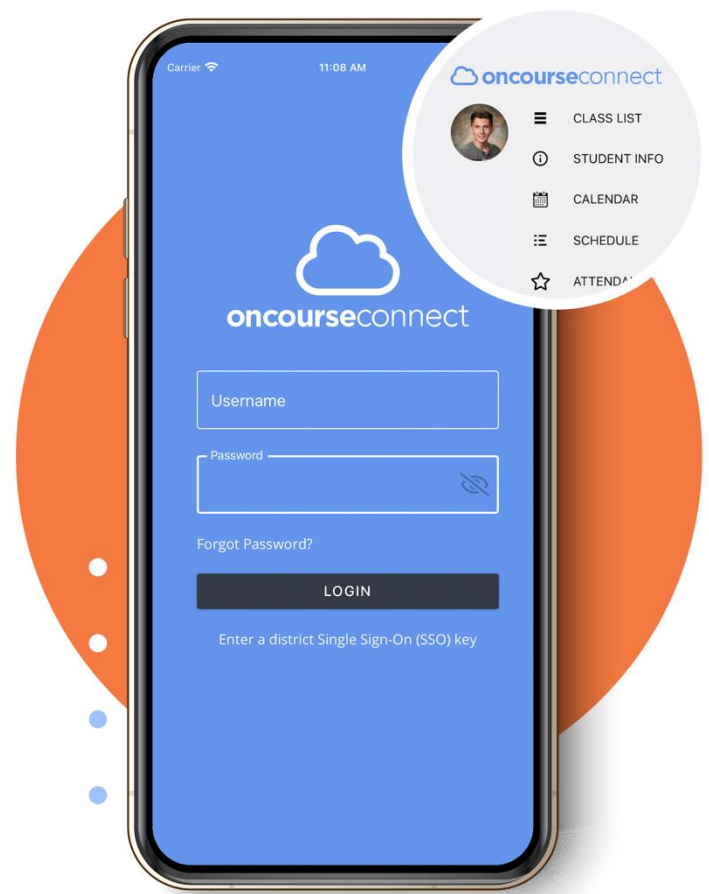 Carrier
11:08 AM
oncourseconnect
Username
Password
Forgot Password?
LOGIN
Enter a district Single Sign-On (SSO) key
oncourseconnect
CLASS LIST
STUDENT INFO
CALENDAR
SCHEDULE